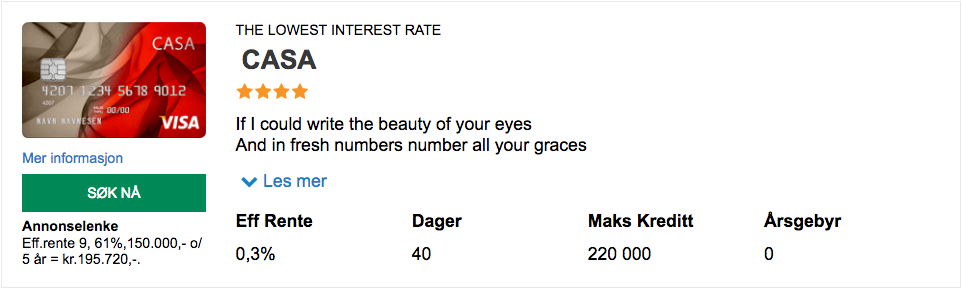 CASA
4207 1234 5678 9012
4207
00/00
NAVN NAVNESEN
VISA
Mer informasjon
SØK NÅ
Annonselenke
Eff.rente 9, 61%,150.000,- o/
5 år = kr.195.720,-.
THE LOWEST INTEREST RATE
CASA
If I could write the beauty of your eyes
And in fresh numbers number all your graces
Les mer
Eff Rente Dager Maks Kreditt Årsgebyr
0,3% 40 220 000 0